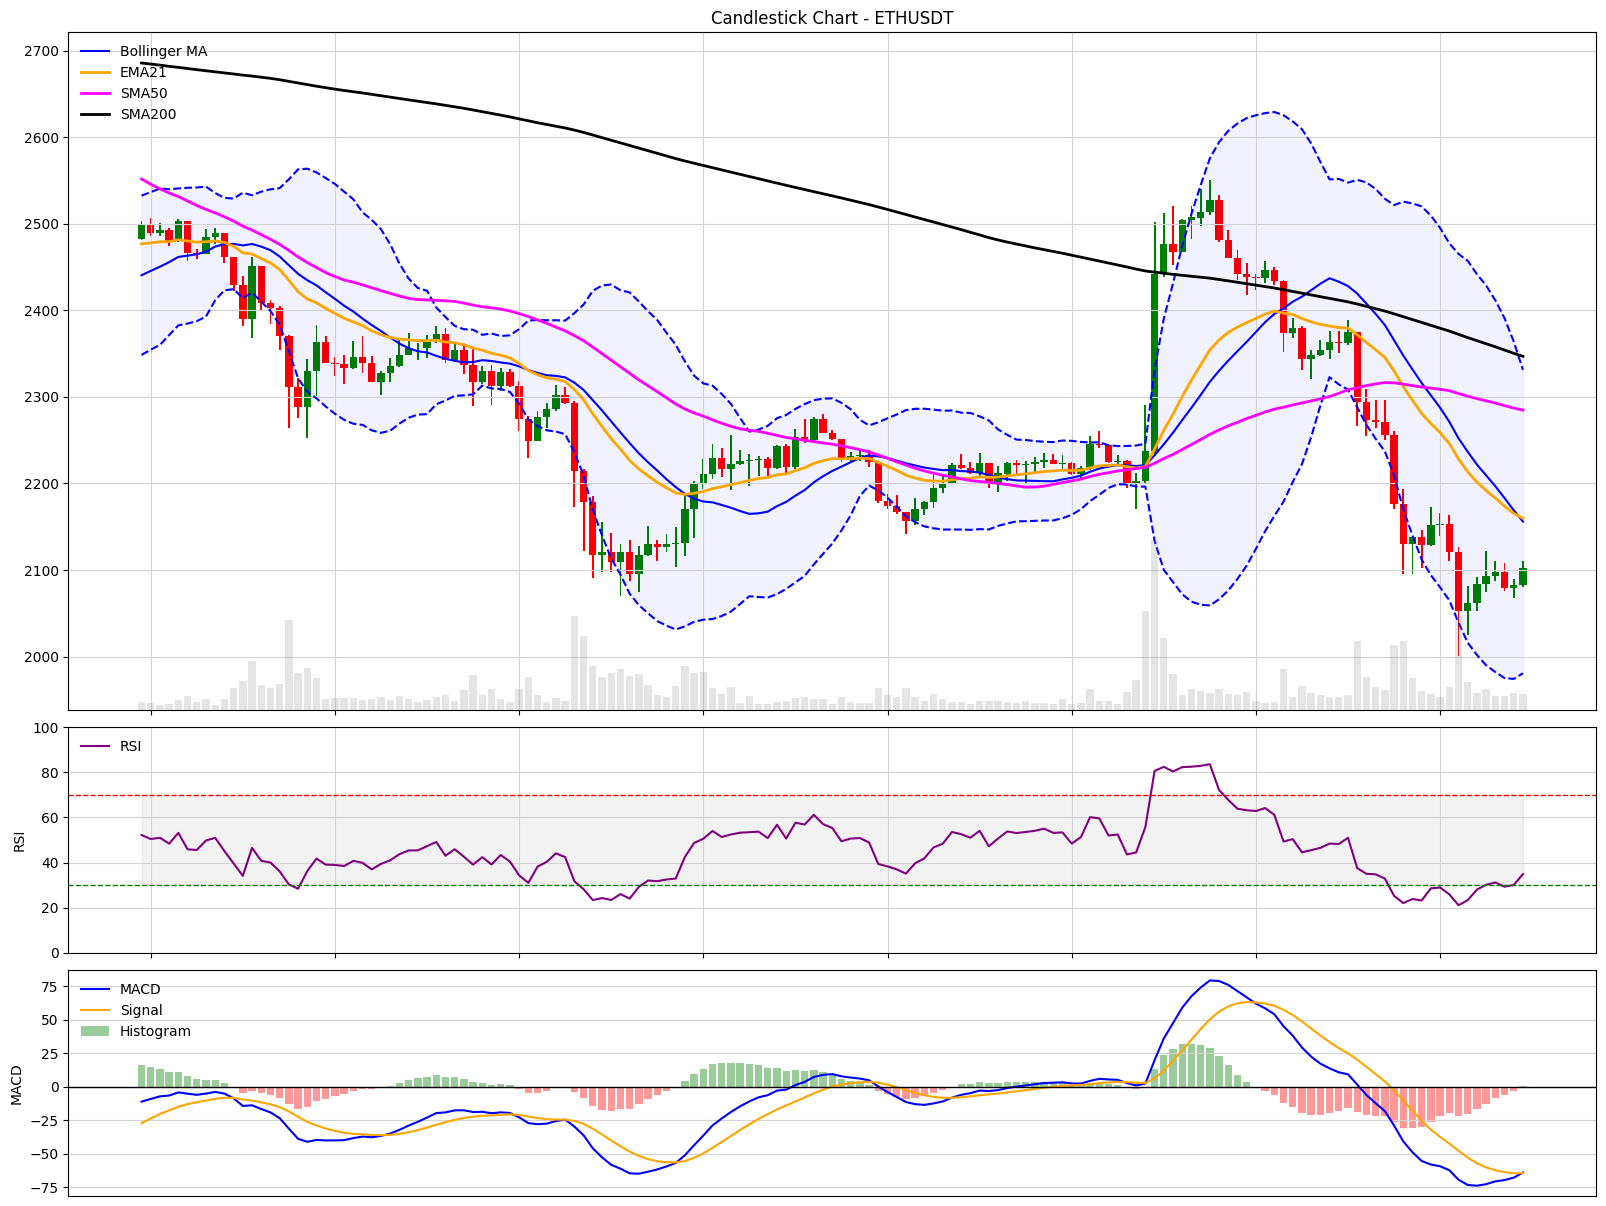 Candlestick Chart - ETHUSDT
Bollinger MA
EMA21
SMA50
SMA200
2700
2600
2500
2400
2300
2200
2100
2000
RSI
RSI
100
80
60
40
20
0
MACD
Signal
Histogram
MACD
75
50
25
0
−25
−50
−75